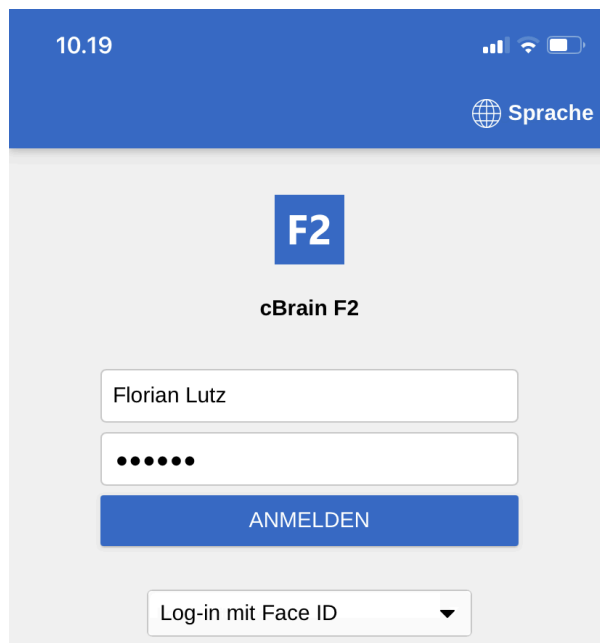 10.19
Sprache
F2
cBrain F2
Florian Lutz
••••••
ANMELDEN
Log-in mit Face ID